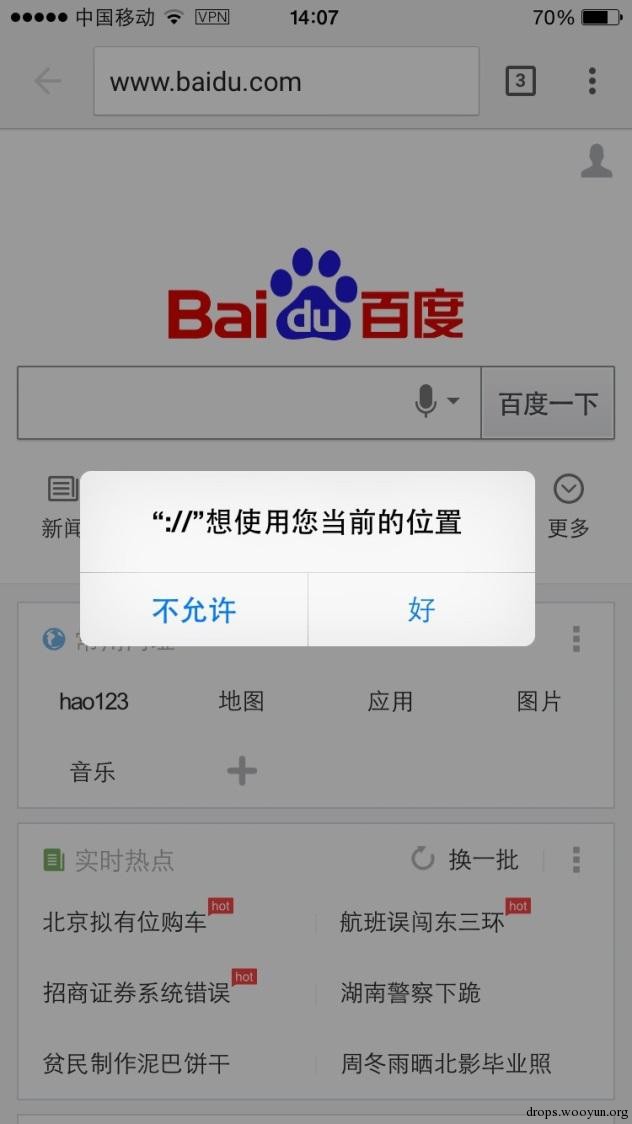 中国移动 VPN 14:07 70%
www.baidu.com 3
Bai du 百度
百度一下
新闻 更多
“://”想使用您当前的位置
不允许 好
常用网址
hao123 地图 应用 图片
音乐
实时热点 换一批
北京拟有位购车 hot 航班误闯东三环 hot
招商证券系统错误 hot 湖南警察下跪
贫民制作泥巴饼干 周冬雨晒北影毕业照
drops.wooyun.org